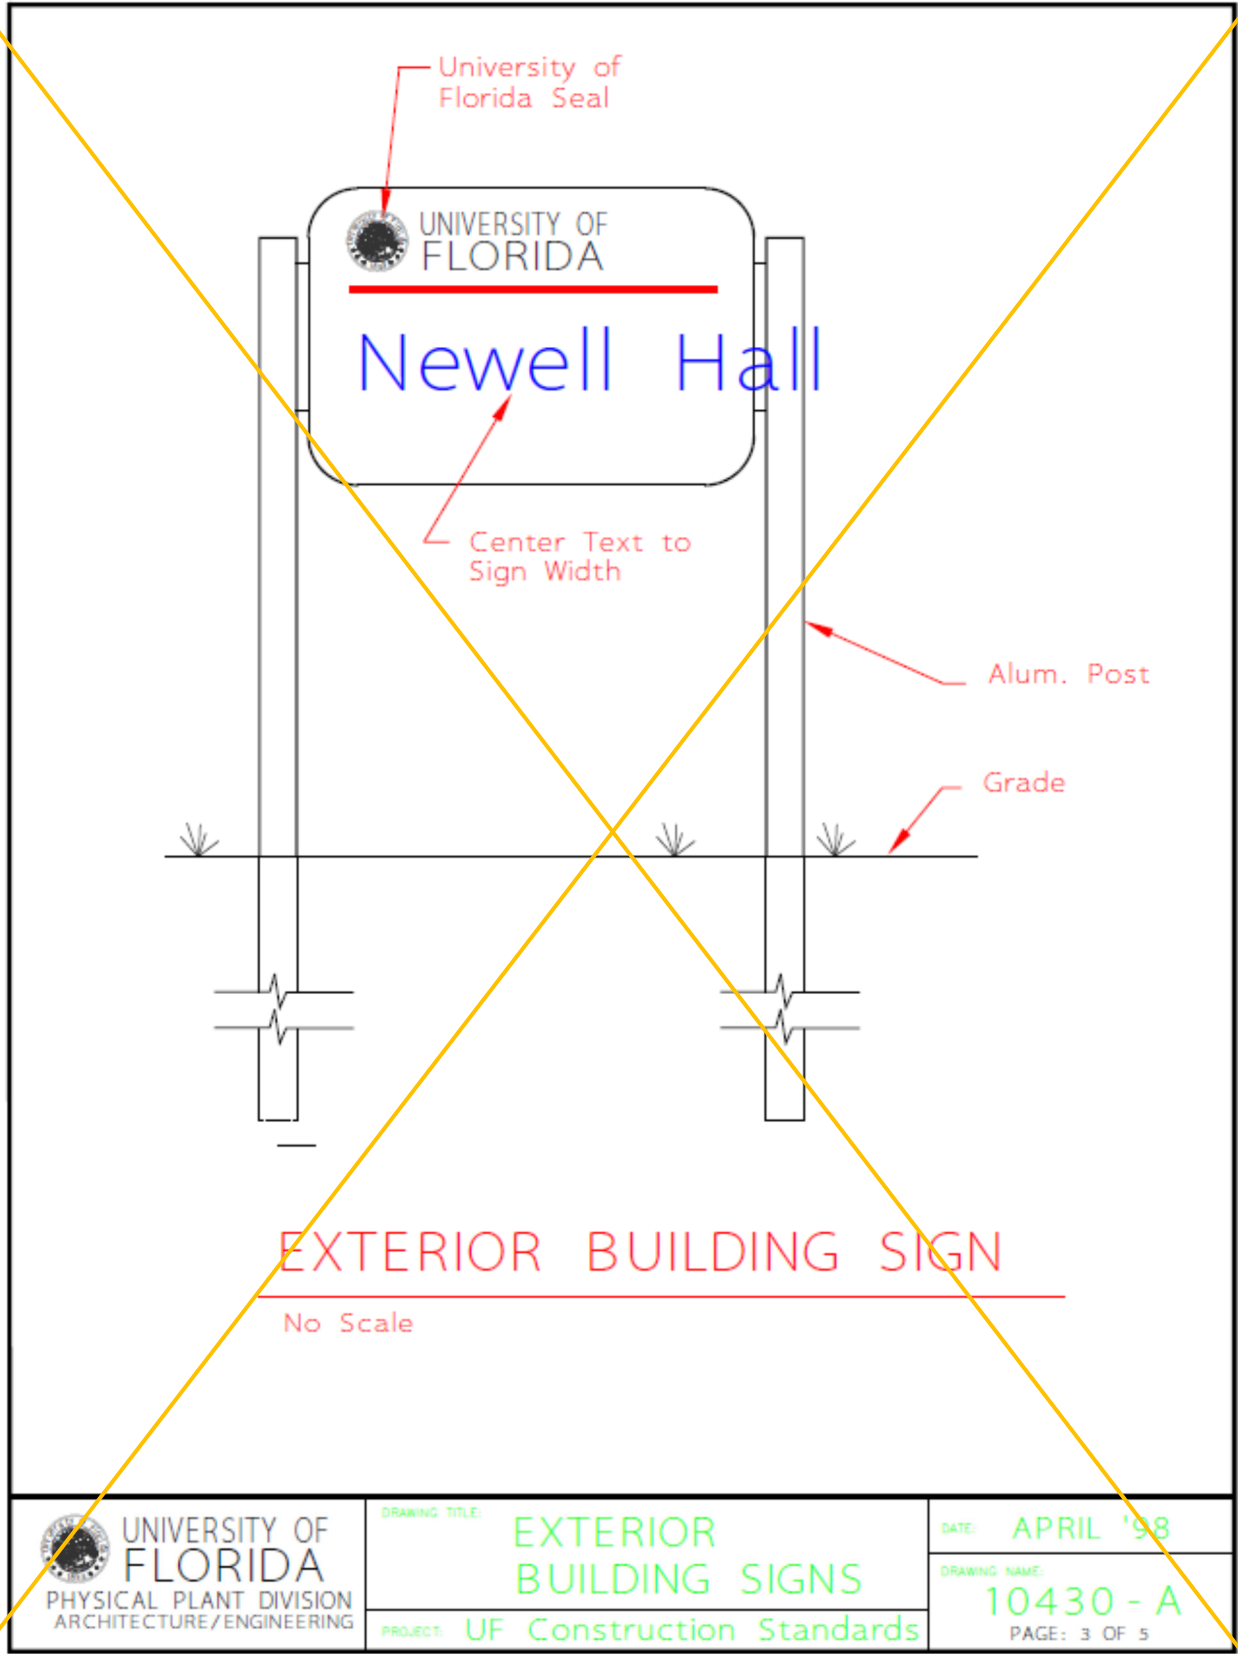 University of
Florida Seal
UNIVERSITY OF
FLORIDA
Newell Hall
Center Text to
Sign Width
Alum. Post
Grade
EXTERIOR BUILDING SIGN
No Scale
UNIVERSITY OF
FLORIDA
PHYSICAL PLANT DIVISION
ARCHITECTURE/ENGINEERING
DRAWING TITLE:
EXTERIOR
BUILDING SIGNS
PROJECT: UF Construction Standards
DATE: APRIL '98
DRAWING NAME:
10430 - A
PAGE: 3 OF 5